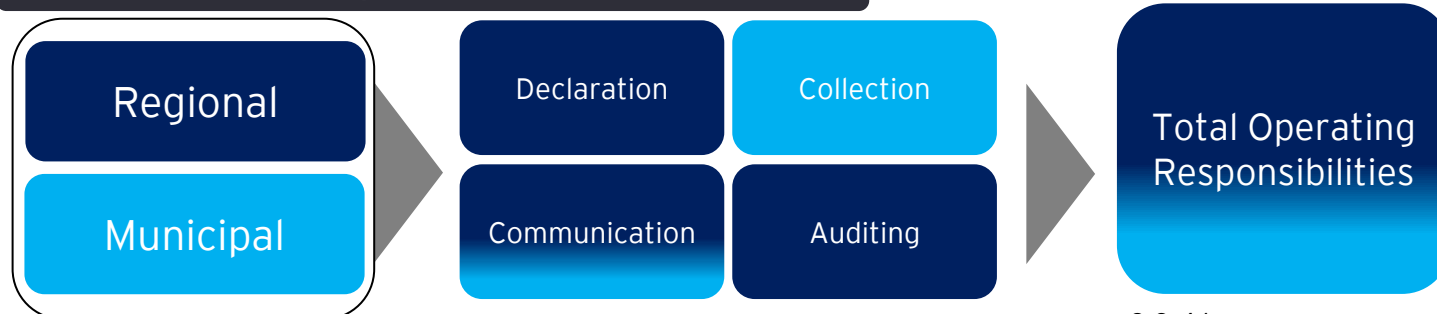 Regional
Municipal
Declaration
Collection
Communication
Auditing
Total Operating
Responsibilities